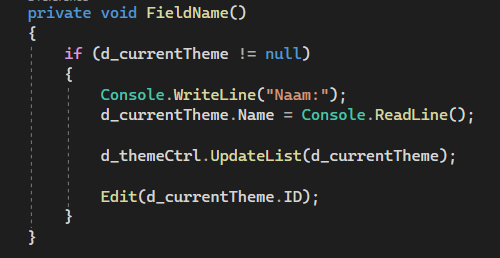 private void FieldName()
{
if (d_currentTheme != null)
{
Console.WriteLine("Naam:");
d_currentTheme.Name = Console.ReadLine();
d_themeCtrl.UpdateList(d_currentTheme);
Edit(d_currentTheme.ID);
}
}